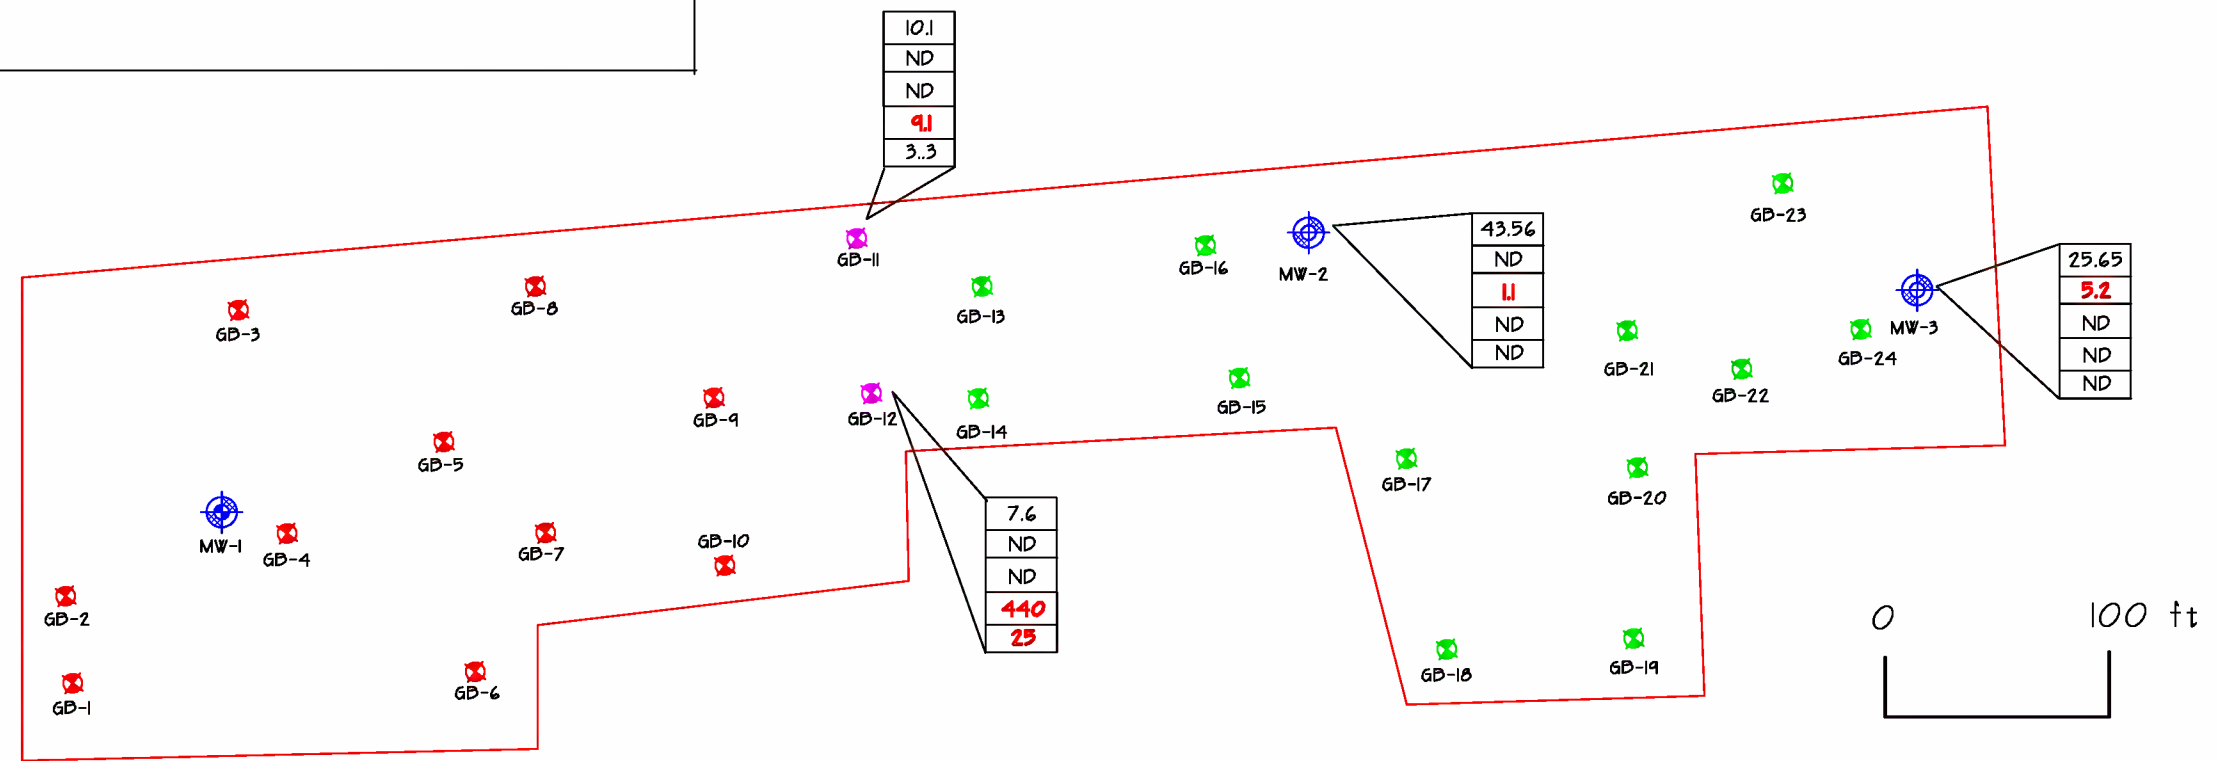 10.1
ND
ND
9.1
3..3
GB-11
GB-23
43.56
ND
1.1
ND
ND
GB-16
MW-2
25.65
5.2
ND
ND
ND
GB-8
GB-13
GB-3
MW-3
GB-21
GB-24
GB-22
GB-9
GB-12
GB-14
GB-15
GB-5
GB-17
GB-20
7.6
ND
ND
440
25
MW-1
GB-4
GB-7
GB-10
GB-2
0 100 ft
GB-1
GB-6
GB-18
GB-19